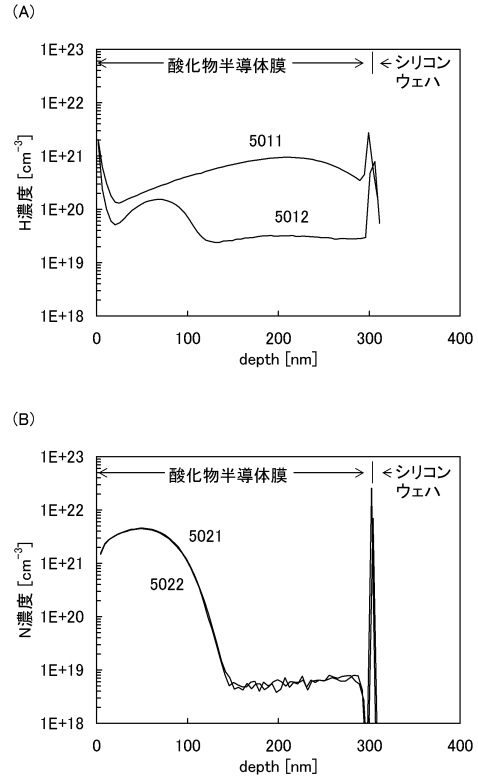 (A)
1E+23
酸化物半導体膜
シリコン
ウェハ
1E+22
1E+21
5011
1E+20
5012
1E+19
1E+18
H濃度 [cm⁻³]
0
100
200
300
400
depth [nm]
(B)
1E+23
酸化物半導体膜
シリコン
ウェハ
1E+22
5021
1E+21
5022
1E+20
1E+19
1E+18
N濃度 [cm⁻³]
0
100
200
300
400
depth [nm]